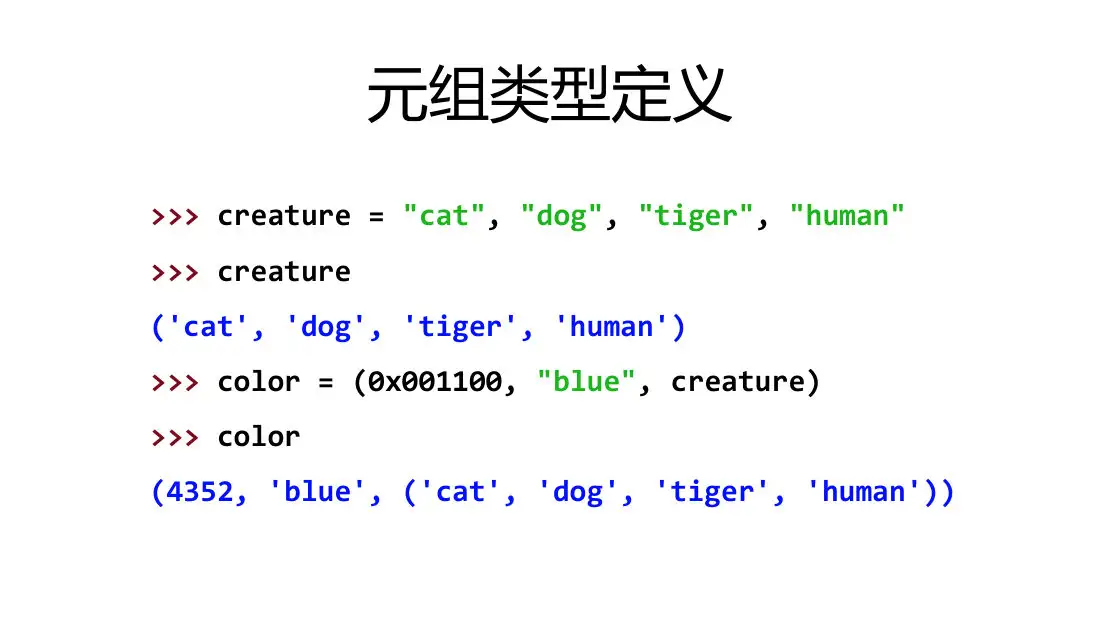 元组类型定义
>>> creature = "cat", "dog", "tiger", "human"
>>> creature
('cat', 'dog', 'tiger', 'human')
>>> color = (0x001100, "blue", creature)
>>> color
(4352, 'blue', ('cat', 'dog', 'tiger', 'human'))